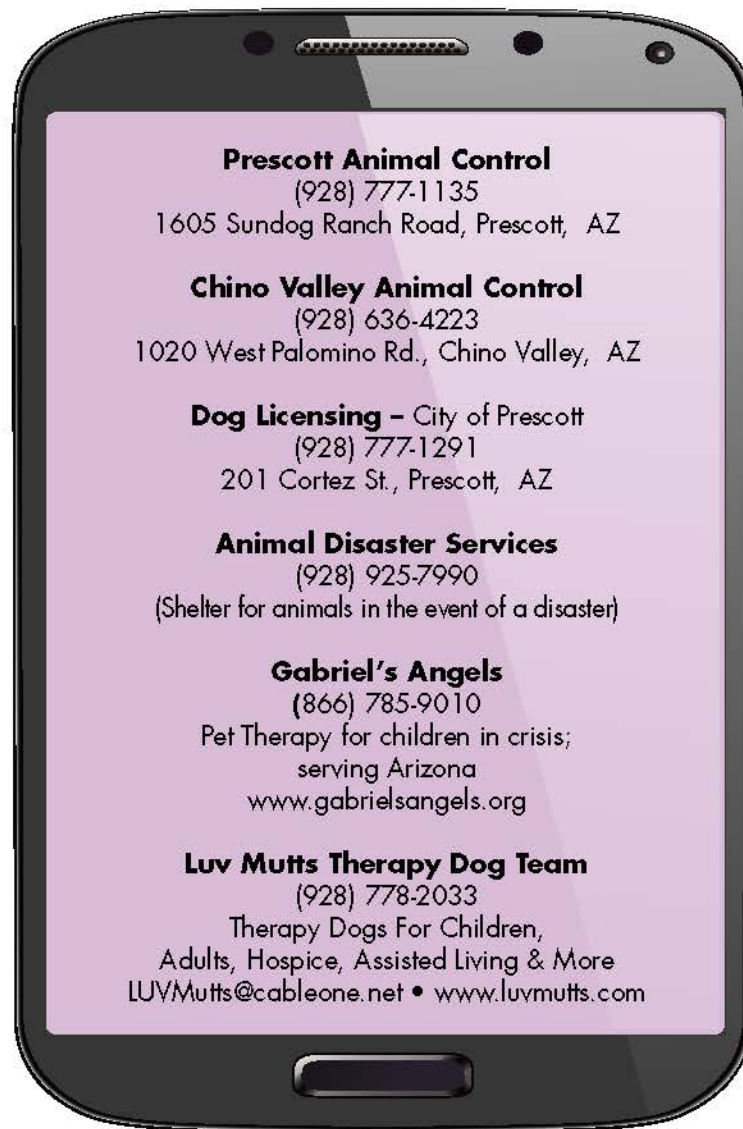 Prescott Animal Control
(928) 777-1135
1605 Sundog Ranch Road, Prescott, AZ
Chino Valley Animal Control
(928) 636-4223
1020 West Palomino Rd., Chino Valley, AZ
Dog Licensing – City of Prescott
(928) 777-1291
201 Cortez St., Prescott, AZ
Animal Disaster Services
(928) 925-7990
(Shelter for animals in the event of a disaster)
Gabriel's Angels
(866) 785-9010
Pet Therapy for children in crisis;
serving Arizona
www.gabrielsangels.org
Luv Mutts Therapy Dog Team
(928) 778-2033
Therapy Dogs For Children,
Adults, Hospice, Assisted Living & More
LUVMutts@cableone.net • www.luvmutts.com